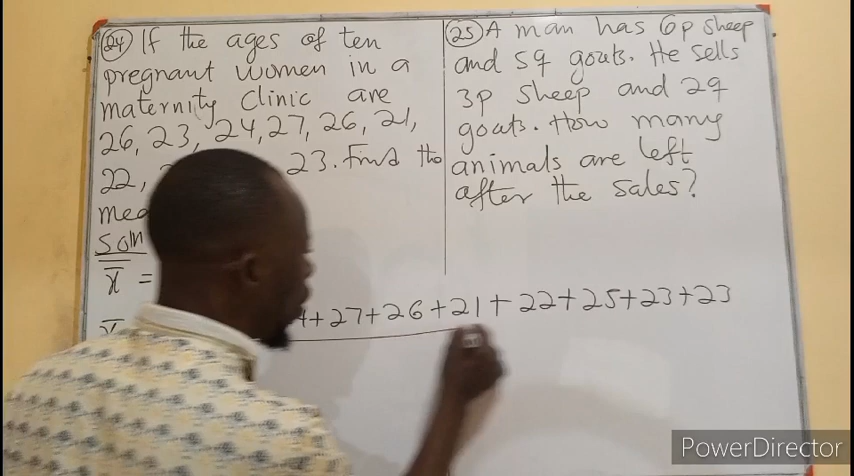 24 If the ages of ten
pregnant women in a
maternity clinic are
26, 23, 24, 27, 26, 21,
22, 23. Find the
Soln
x̄ =
+27+26+21+22+25+23+23
25 A man has 6p sheep
and 5q goats. He sells
3p sheep and 2q
goats. How many
animals are left
after the sales?
PowerDirector